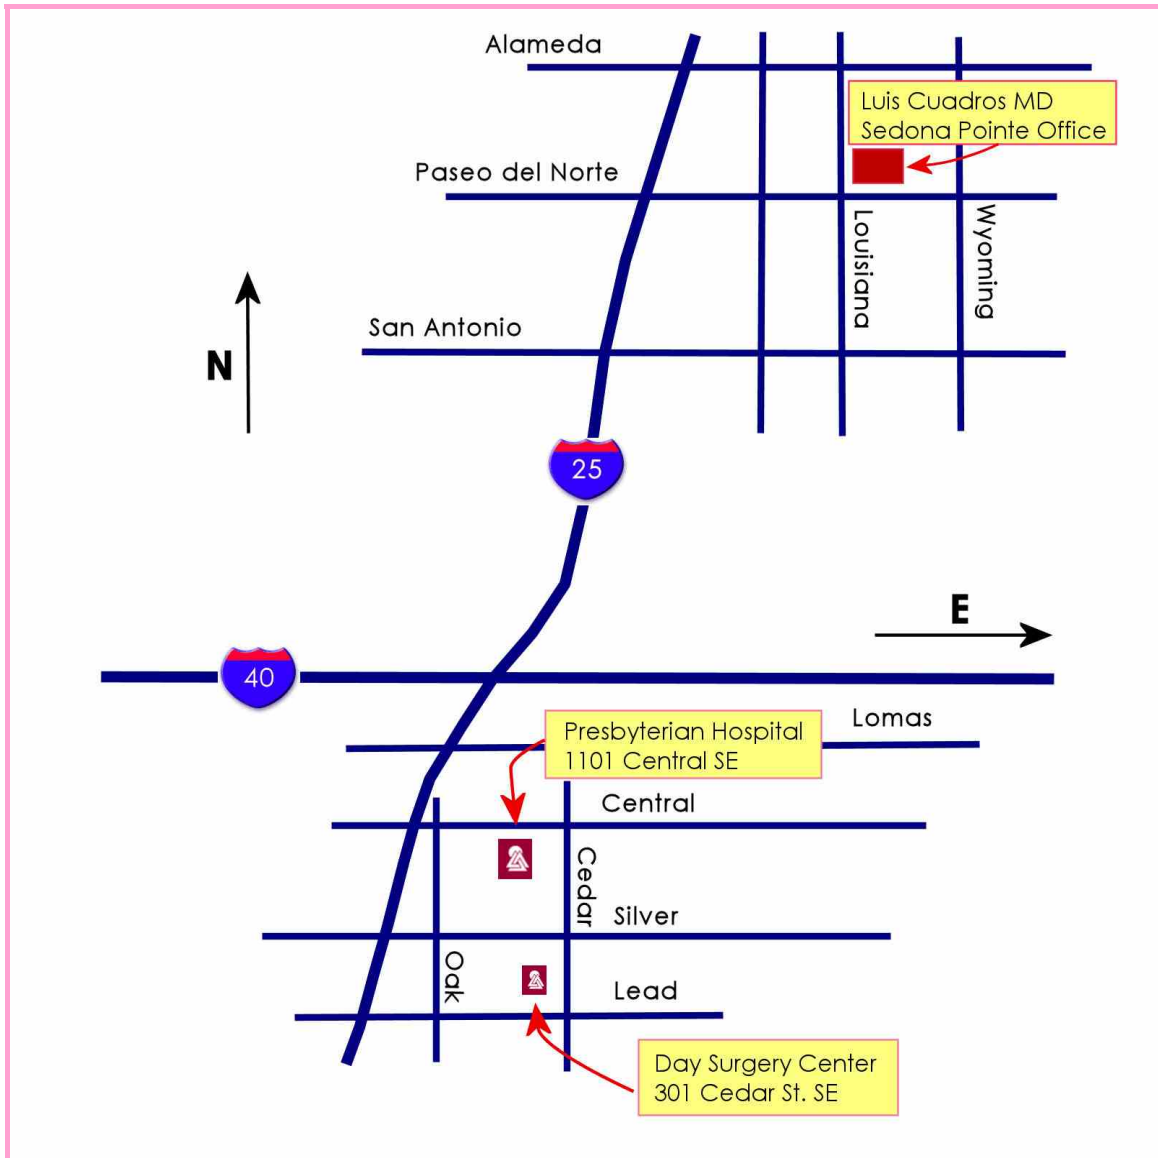 Alameda
Luis Cuadros MD
Sedona Pointe Office
Paseo del Norte
Louisiana
Wyoming
San Antonio
N
25
E
40
Lomas
Presbyterian Hospital
1101 Central SE
Central
Cedar
Silver
Oak
Lead
Day Surgery Center
301 Cedar St. SE